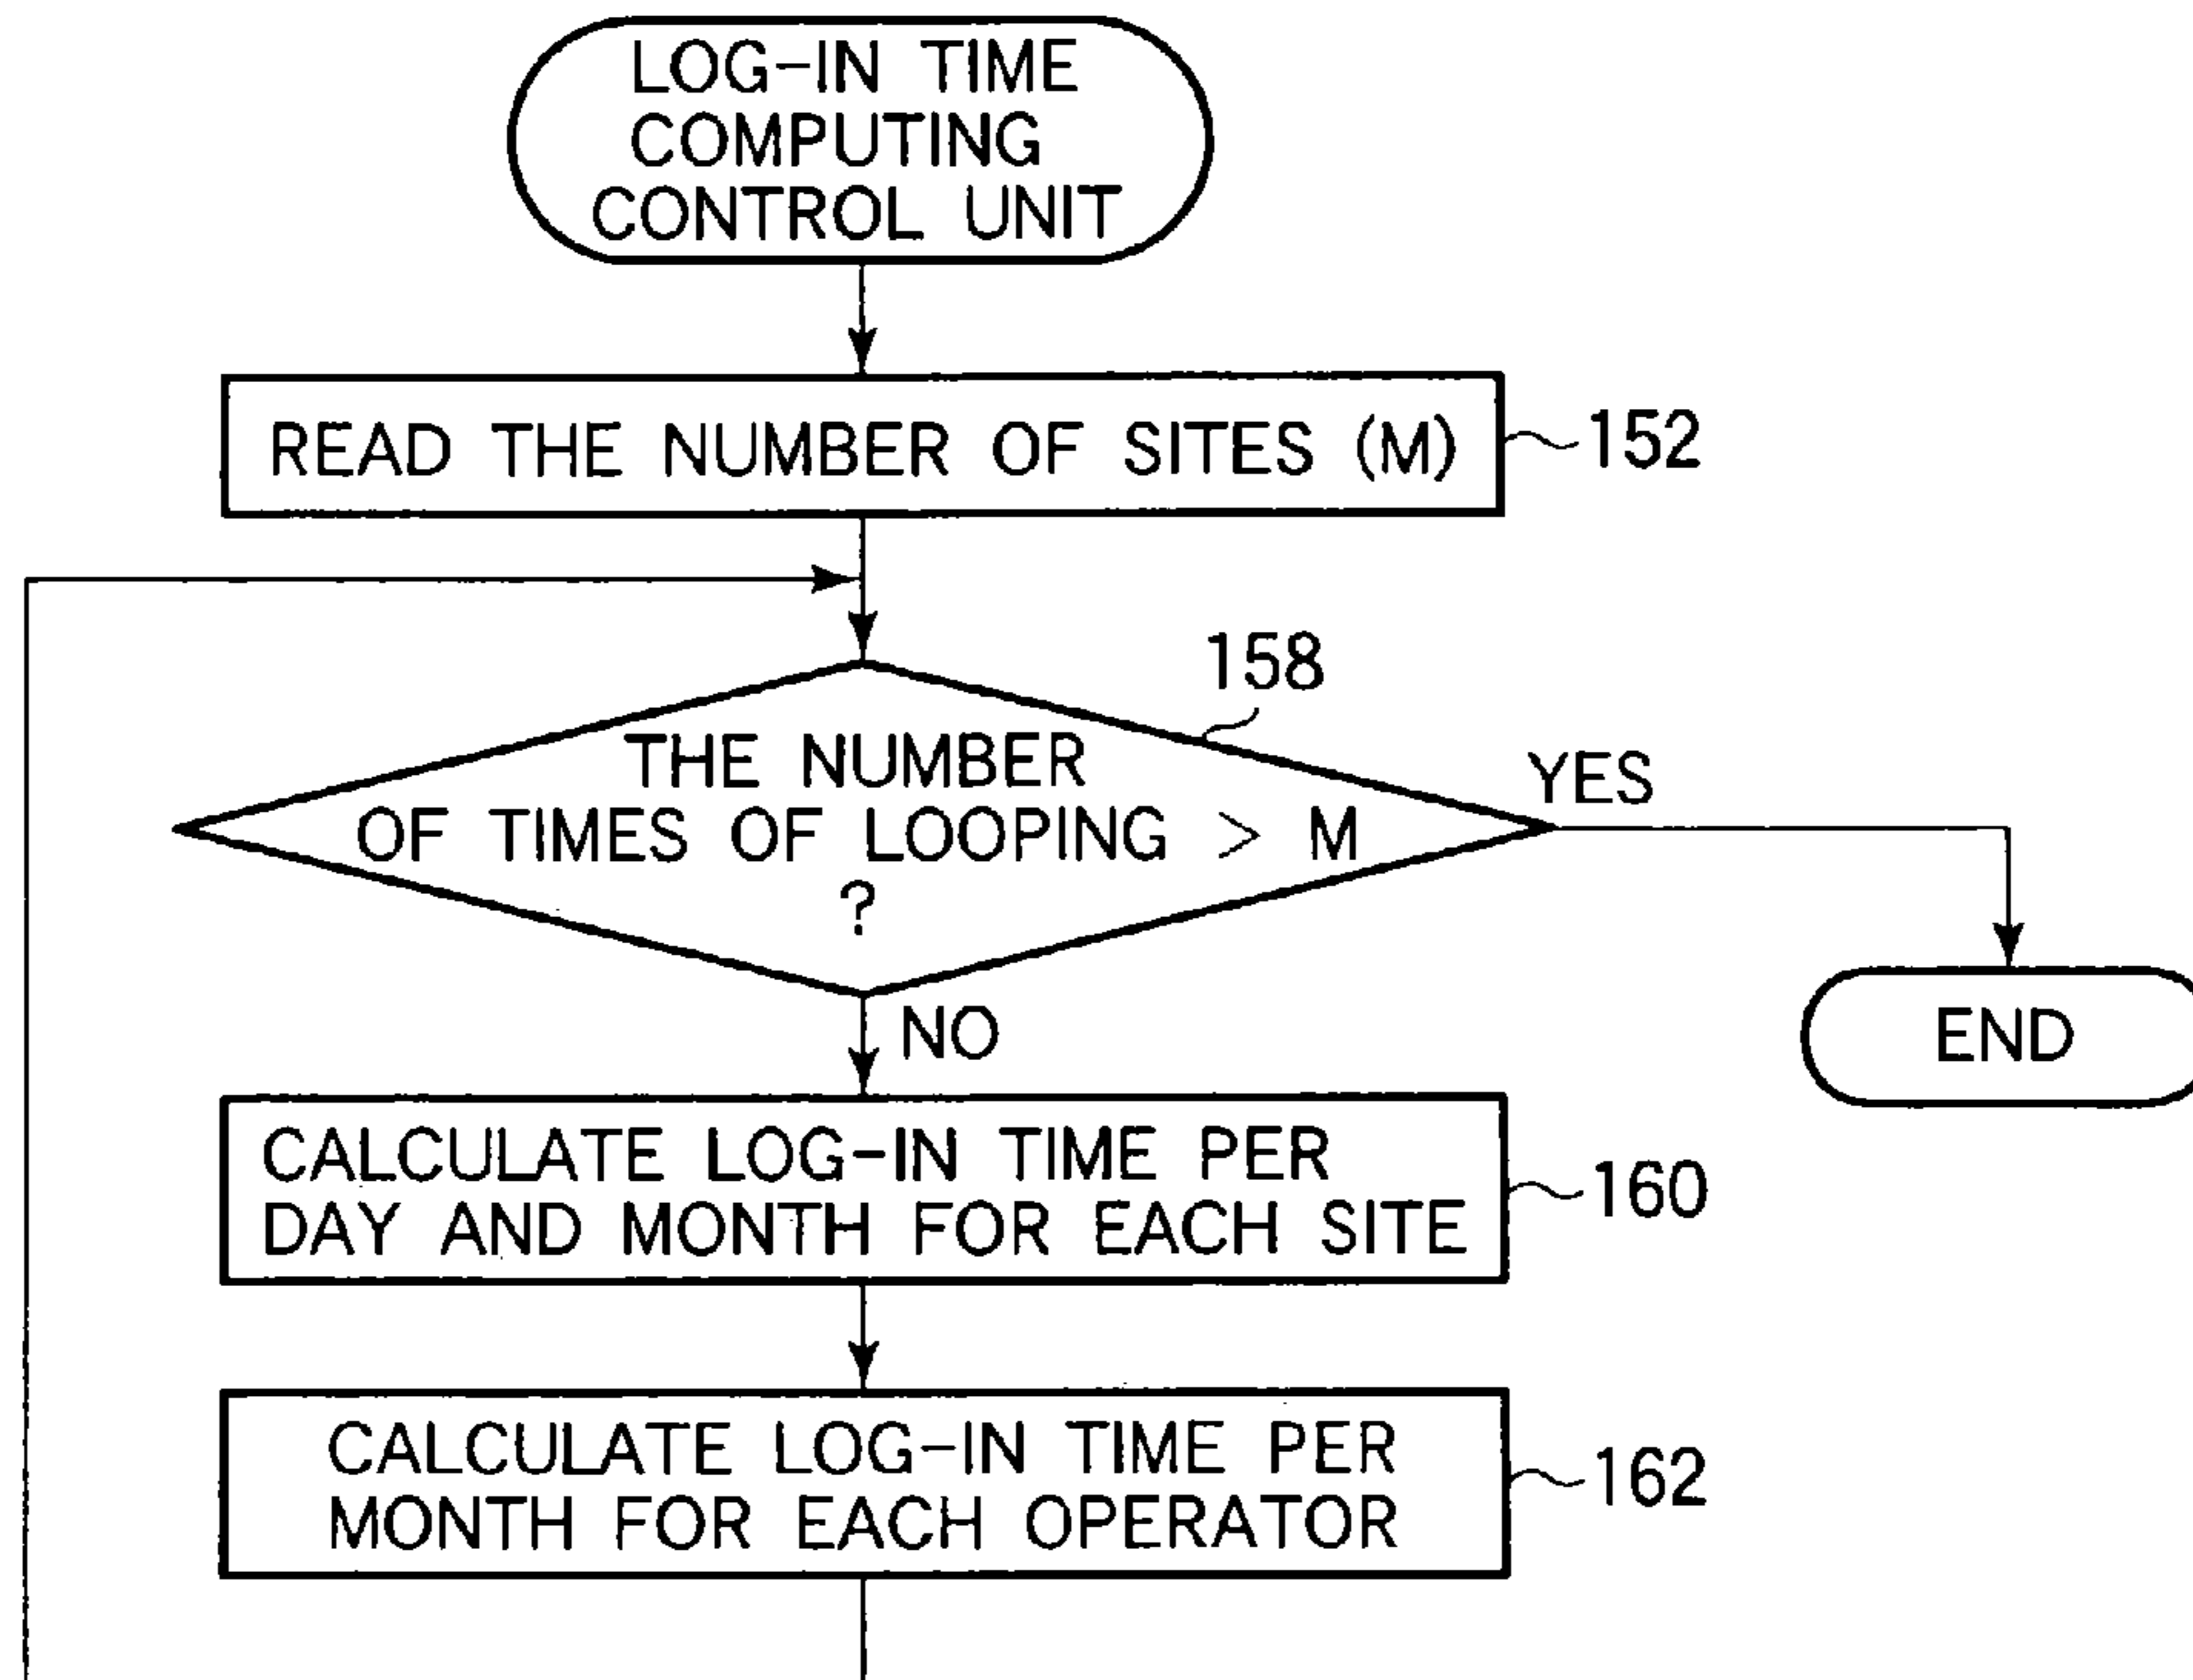 LOG-IN TIME
COMPUTING
CONTROL UNIT
READ THE NUMBER OF SITES (M)
152
158
THE NUMBER
OF TIMES OF LOOPING > M
?
YES
NO
END
CALCULATE LOG-IN TIME PER
DAY AND MONTH FOR EACH SITE
160
CALCULATE LOG-IN TIME PER
MONTH FOR EACH OPERATOR
162